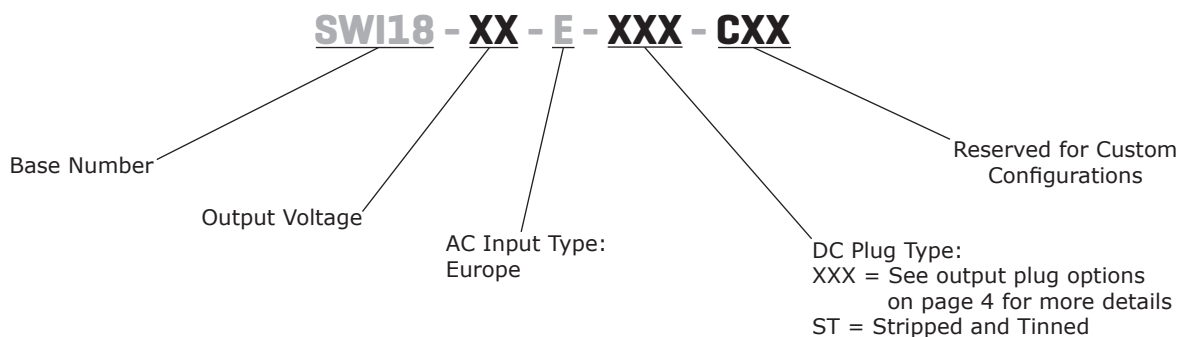 SWI18 - XX - E - XXX - CXX
Base Number
Output Voltage
AC Input Type:
Europe
DC Plug Type:
XXX = See output plug options
on page 4 for more details
ST = Stripped and Tinned
Reserved for Custom
Configurations